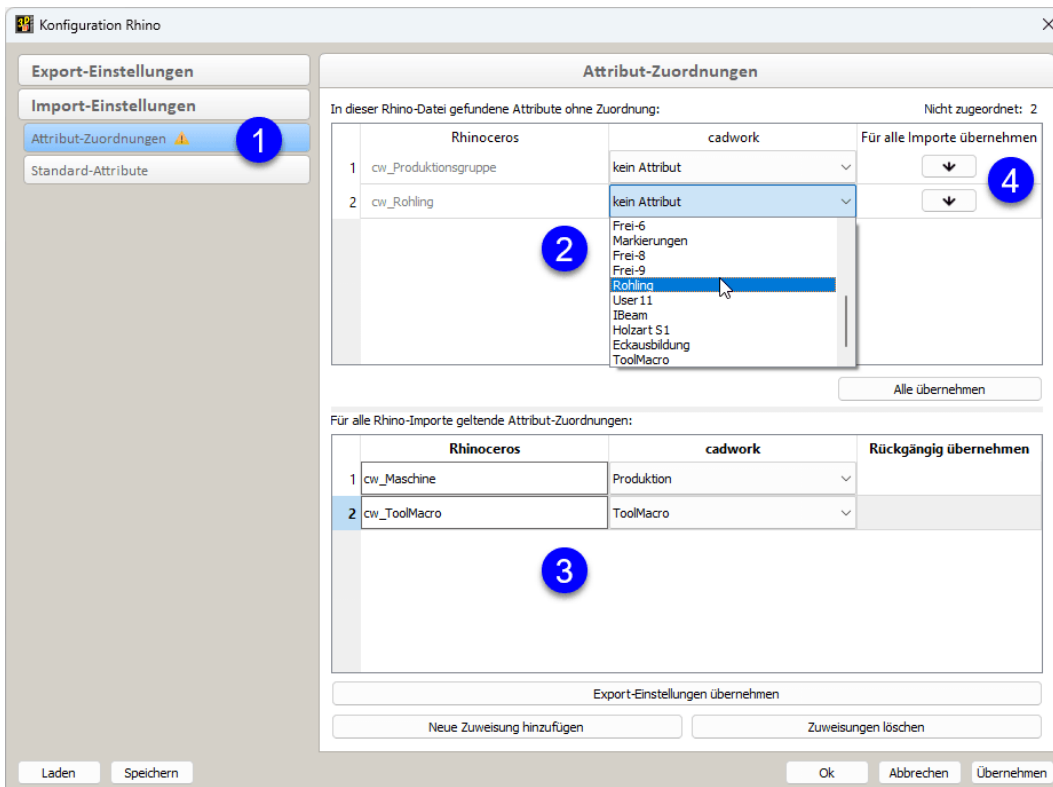 Konfiguration Rhino
Export-Einstellungen
Import-Einstellungen
Attribut-Zuordnungen
1
Standard-Attribute
Attribut-Zuordnungen
In dieser Rhino-Datei gefundene Attribute ohne Zuordnung: Nicht zugeordnet: 2
Rhinoceros cadwork Für alle Importe übernehmen
1 cw_Produktionsgruppe kein Attribut
4
2 cw_Rohling kein Attribut
2
Frei-6
Markierungen
Frei-8
Frei-9
Rohling
User11
IBeam
Holzart S1
Eckausbildung
ToolMacro
Alle übernehmen
Für alle Rhino-Importe geltende Attribut-Zuordnungen:
Rhinoceros cadwork Rückgängig übernehmen
1 cw_Maschine Produktion
2 cw_ToolMacro ToolMacro
3
Export-Einstellungen übernehmen
Neue Zuweisung hinzufügen Zuweisungen löschen
Laden Speichern Ok Abbrechen Übernehmen